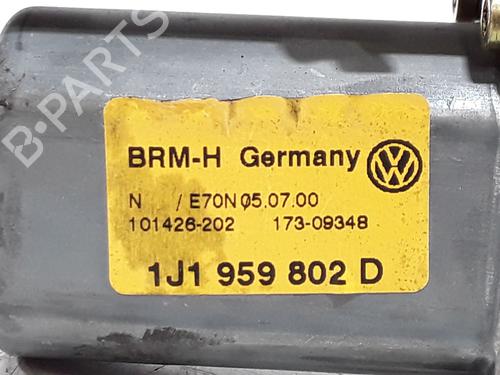 B-PARTS
BRM-H Germany
N / E70N 05.07.00
101426-202 173-09348
1J1 959 802 D